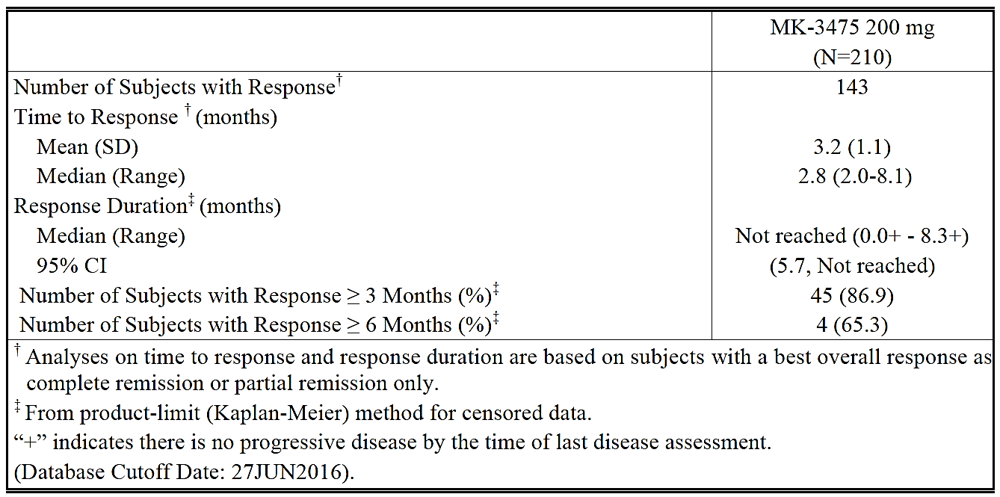 MK-3475 200 mg
(N=210)
Number of Subjects with Response† 143
Time to Response † (months)
Mean (SD) 3.2 (1.1)
Median (Range) 2.8 (2.0-8.1)
Response Duration‡ (months)
Median (Range) Not reached (0.0+ - 8.3+)
95% CI (5.7, Not reached)
Number of Subjects with Response ≥ 3 Months (%)‡ 45 (86.9)
Number of Subjects with Response ≥ 6 Months (%)‡ 4 (65.3)
† Analyses on time to response and response duration are based on subjects with a best overall response as
complete remission or partial remission only.
‡ From product-limit (Kaplan-Meier) method for censored data.
“+” indicates there is no progressive disease by the time of last disease assessment.
(Database Cutoff Date: 27JUN2016).